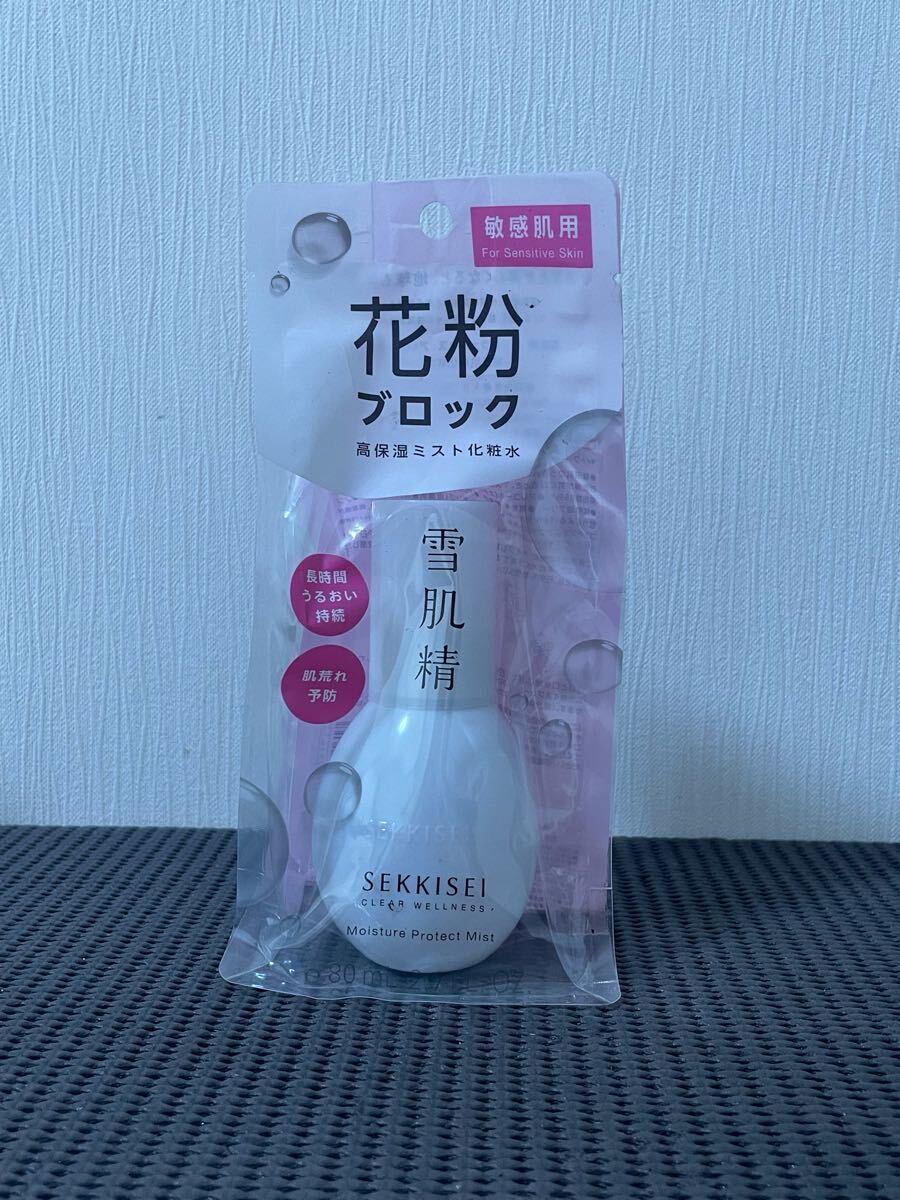 敏感肌用
For Sensitive Skin
花粉
ブロック
高保湿ミスト化粧水
雪肌精
長時間
うるおい
持続
肌荒れ
予防
SEKKISEI
CLEAR WELLNESS
Moisture Protect Mist
80 mL